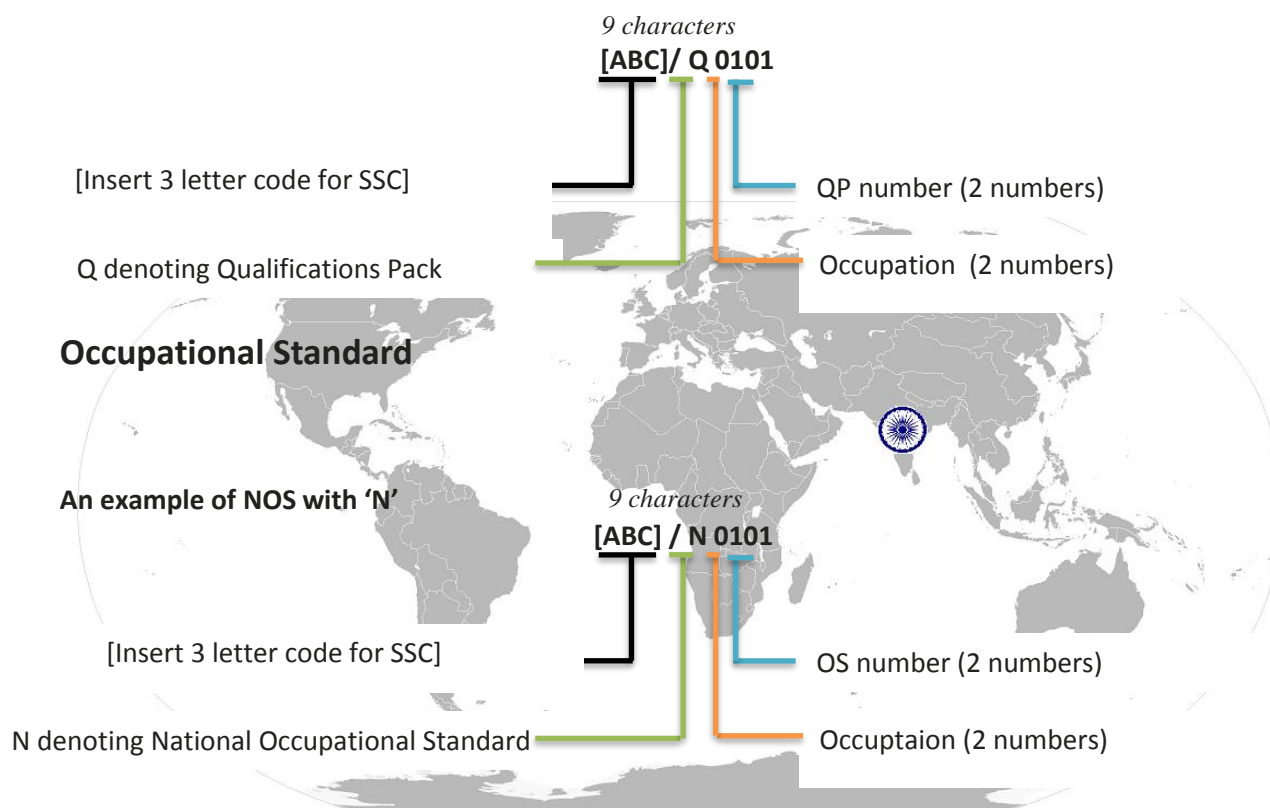 9 characters
[ABC]/ Q 0101
[Insert 3 letter code for SSC]
QP number (2 numbers)
Q denoting Qualifications Pack
Occupation (2 numbers)
Occupational Standard
An example of NOS with ‘N’
9 characters
[ABC] / N 0101
[Insert 3 letter code for SSC]
OS number (2 numbers)
N denoting National Occupational Standard
Occuptaion (2 numbers)